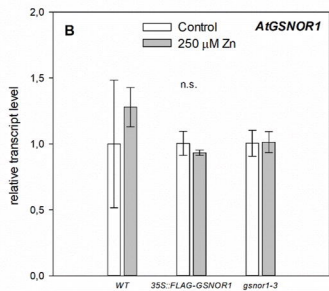 B
AtGSNOR1
Control
250 µM Zn
n.s.
relative transcript level
2,0
1,5
1,0
0,5
0,0
WT 35S::FLAG-GSNOR1 gsnor1-3